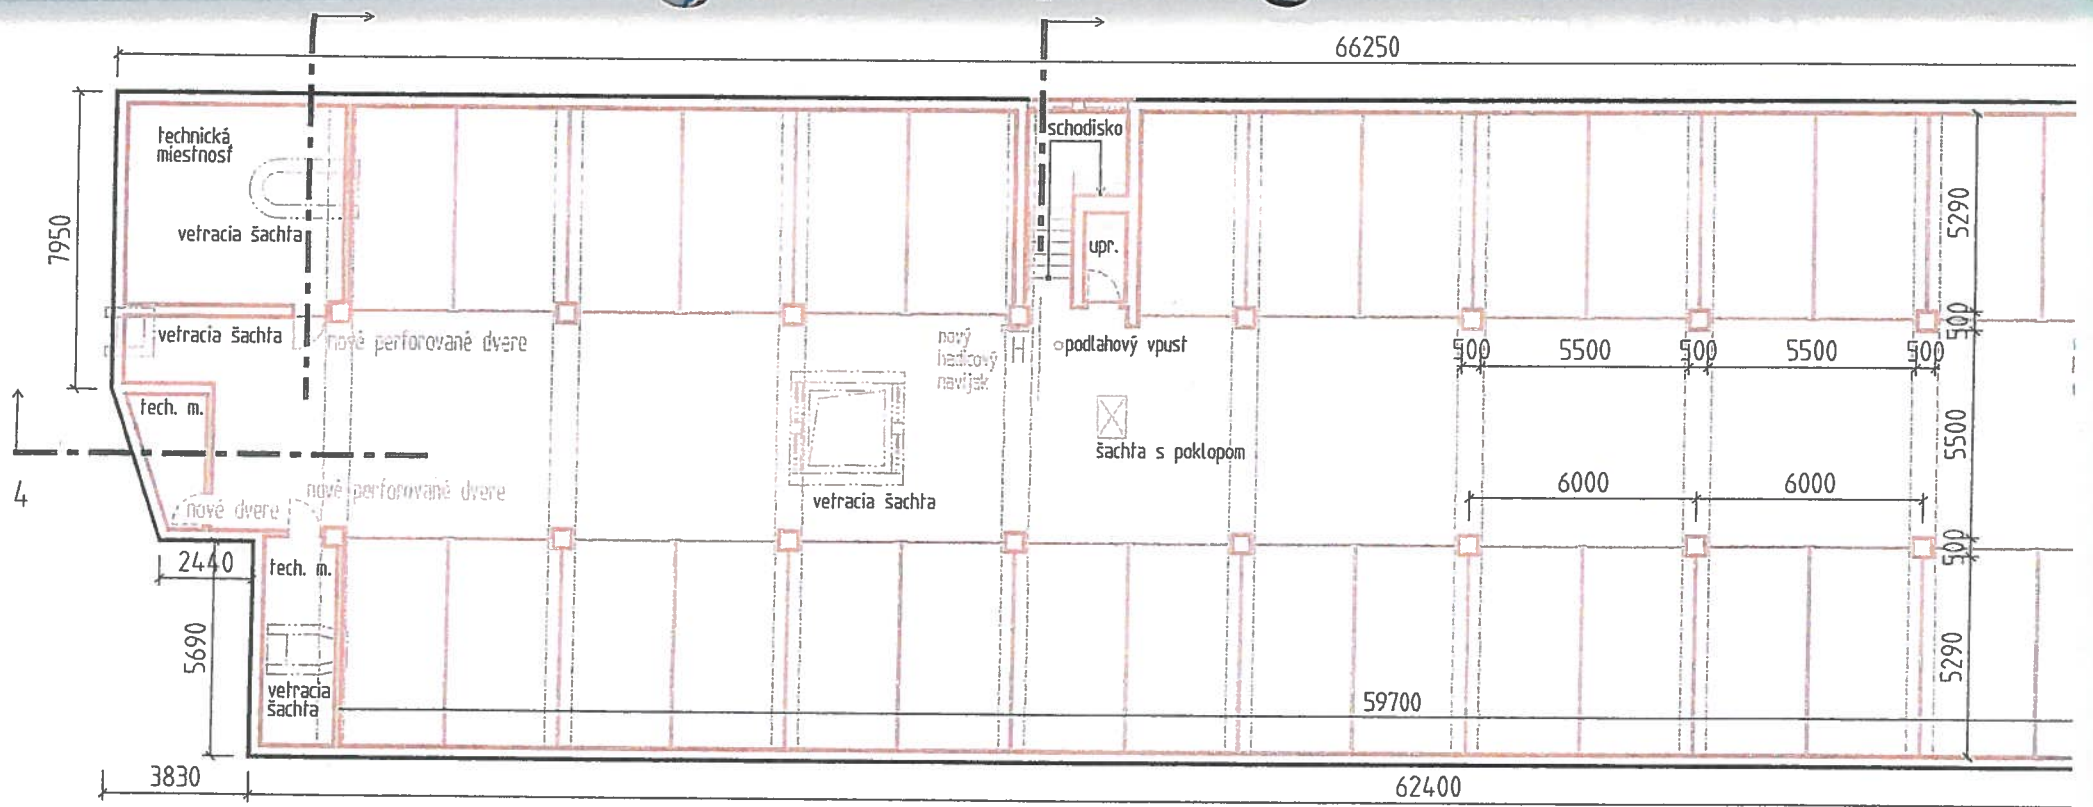 66250
technická
miestnosť
schodisko
7950
5290
vetracia šachta
upr.
vetracia šachta
nové perforované dvere
nový
hadicový
navijak
H
podlahový vpust
500
500
5500
500
5500
500
tech. m.
šachta s poklopom
5500
4
nové perforované dvere
nové dvere
vetracia šachta
6000
6000
500
2440
tech. m.
5690
5290
vetracia
šachta
59700
3830
62400